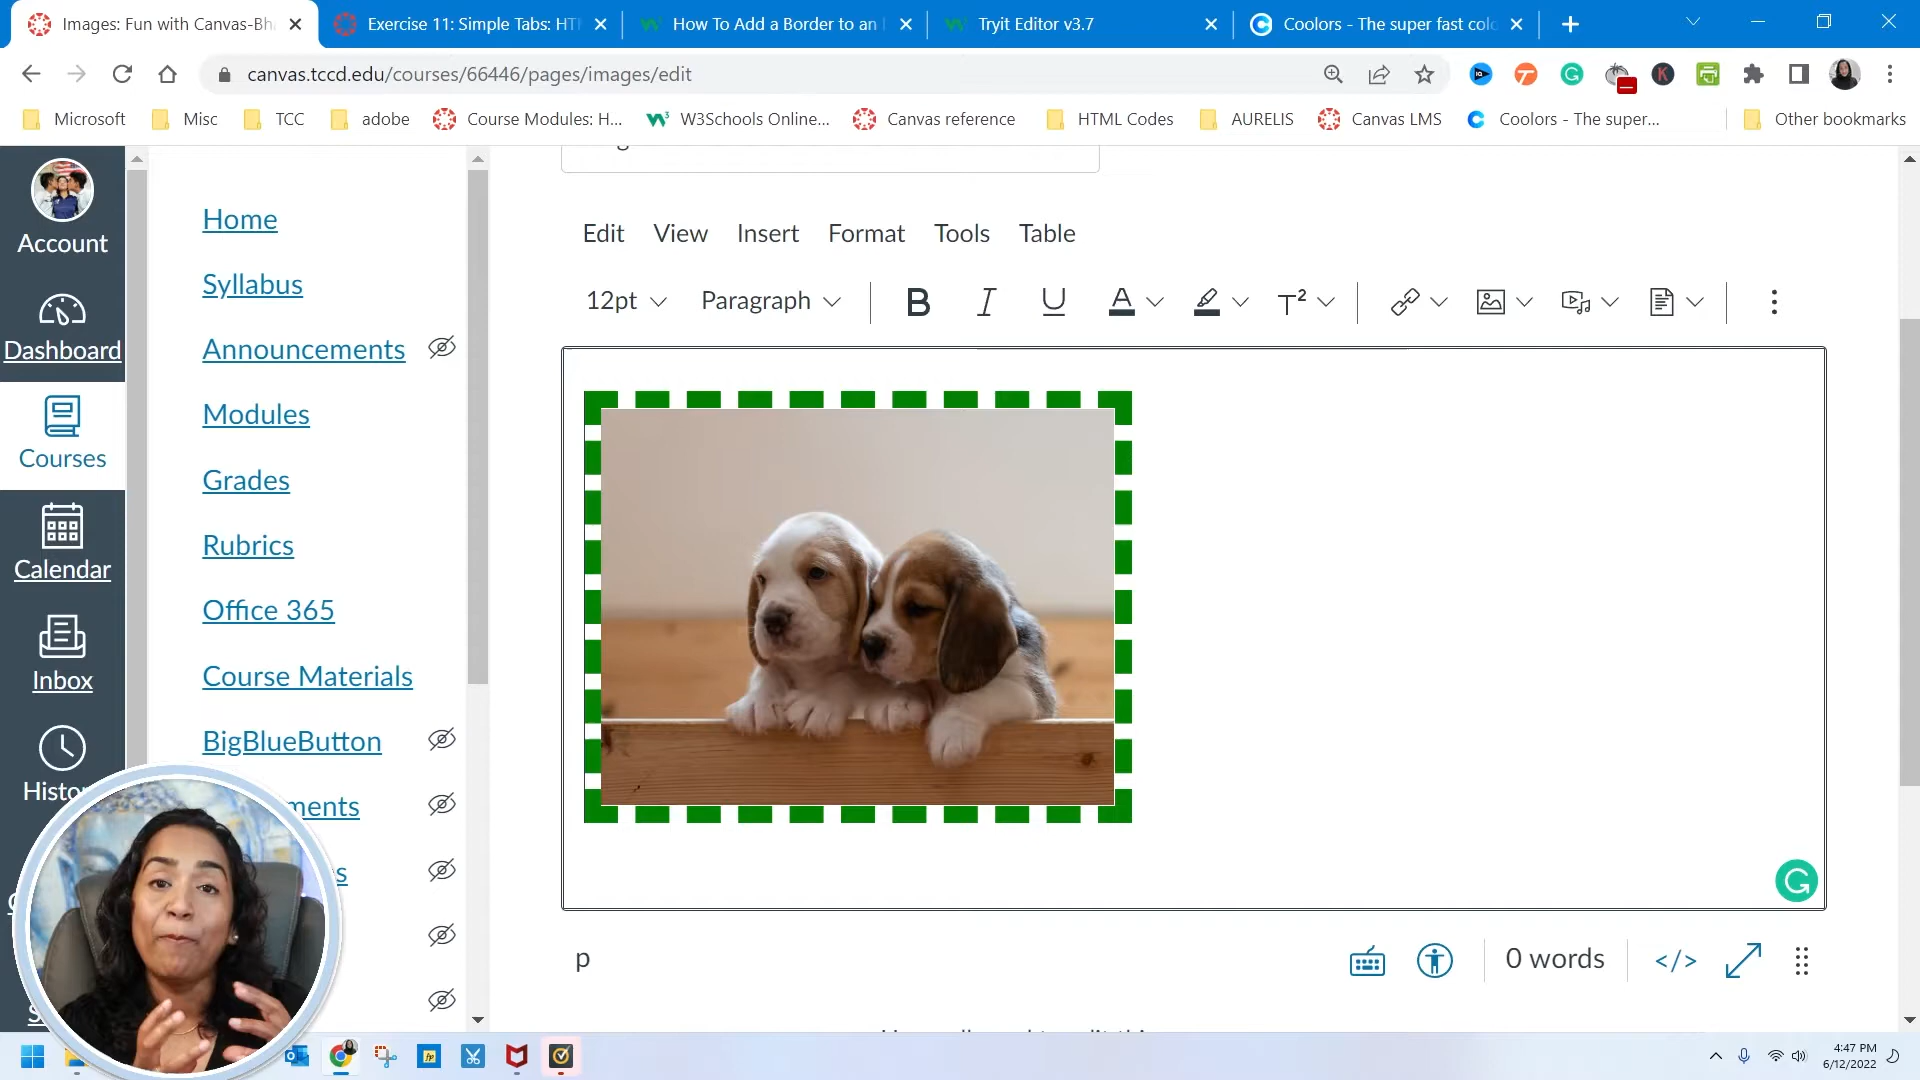 Images: Fun with Canvas-Bha
Exercise 11: Simple Tabs: HTM
How To Add a Border to an I
Tryit Editor v3.7
Coolors - The super fast colo
canvas.tccd.edu/courses/66446/pages/images/edit
Microsoft
Misc
TCC
adobe
Course Modules: H...
W3Schools Online...
Canvas reference
HTML Codes
AURELIS
Canvas LMS
Coolors - The super...
Other bookmarks
Account
Dashboard
Courses
Calendar
Inbox
Home
Syllabus
Announcements
Modules
Grades
Rubrics
Office 365
Course Materials
BigBlueButton
Edit View Insert Format Tools Table
12pt Paragraph
p
0 words
</>
4:47 PM
6/12/2022